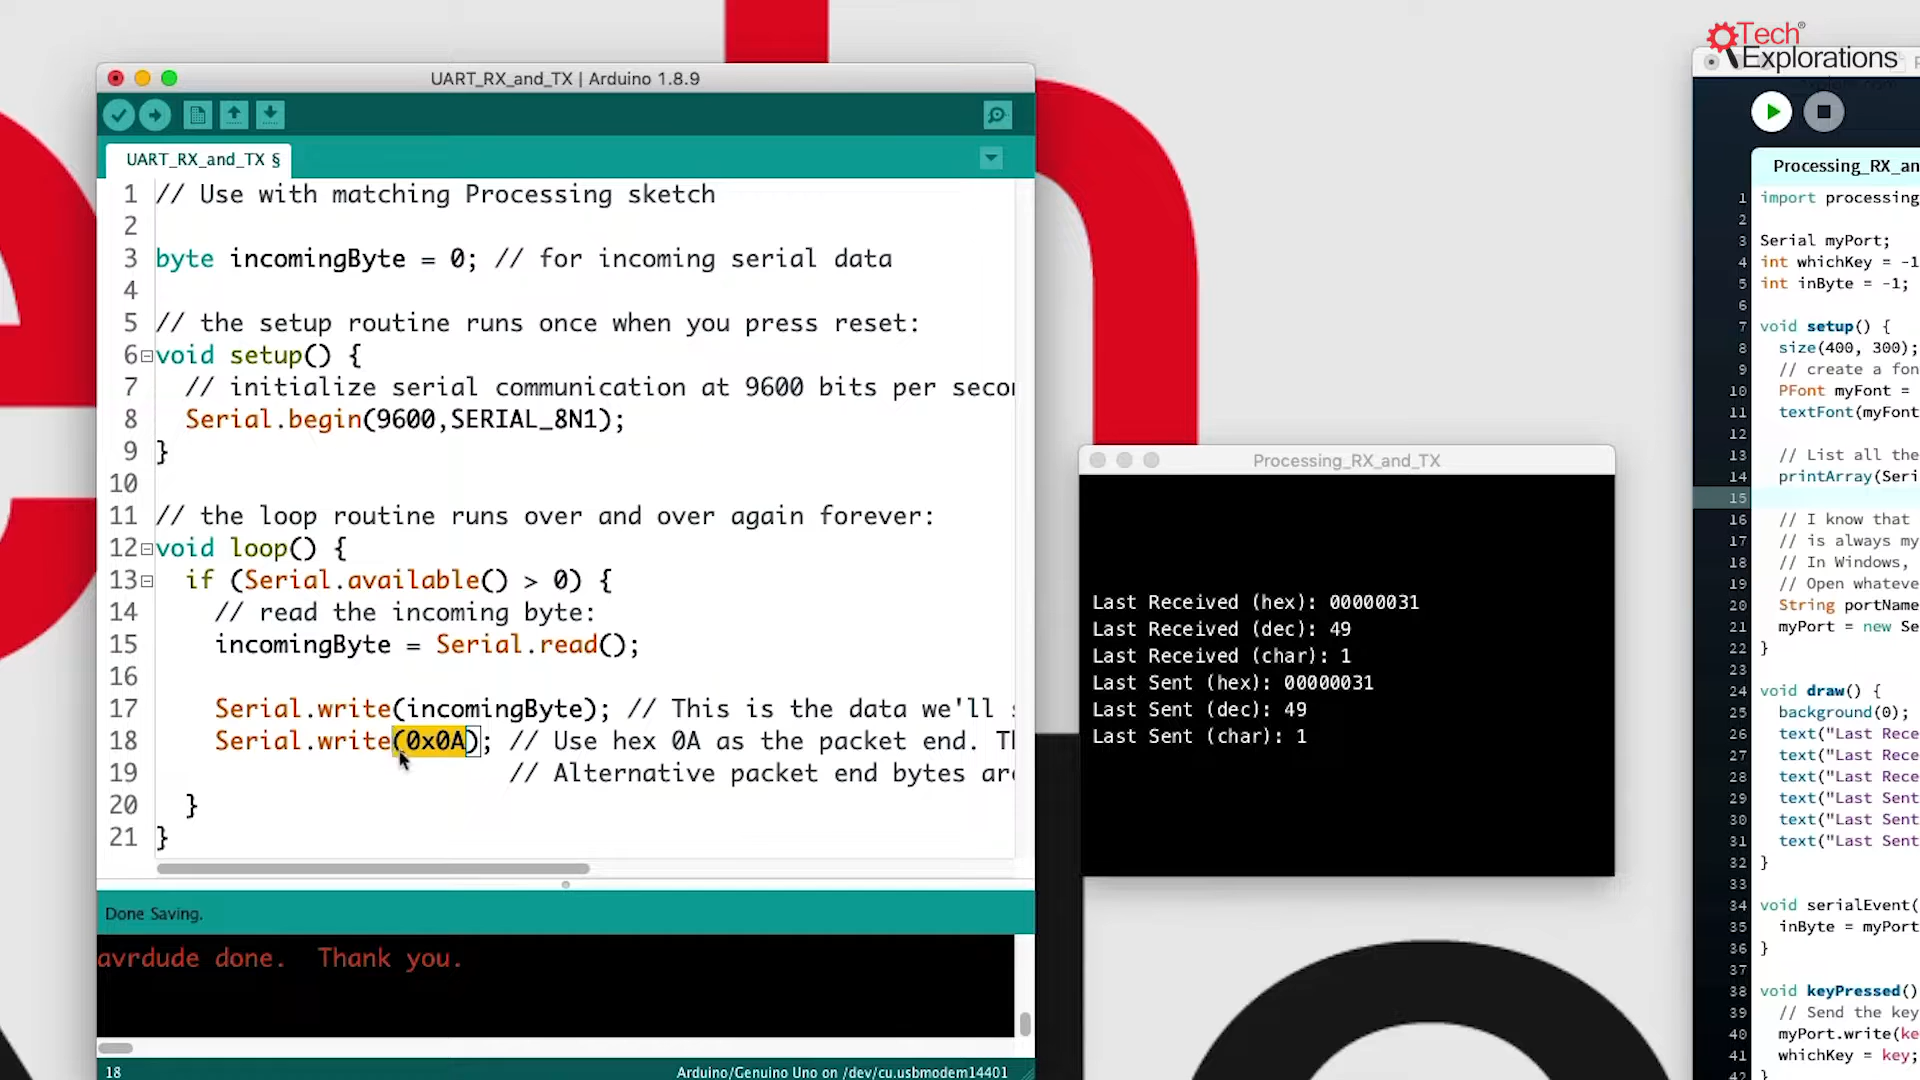 Tech
Explorations
UART_RX_and_TX | Arduino 1.8.9
UART_RX_and_TX §
1 // Use with matching Processing sketch
2
3 byte incomingByte = 0; // for incoming serial data
4
5 // the setup routine runs once when you press reset:
6 void setup() {
7 // initialize serial communication at 9600 bits per secon
8 Serial.begin(9600,SERIAL_8N1);
9 }
10
11 // the loop routine runs over and over again forever:
12 void loop() {
13 if (Serial.available() > 0) {
14 // read the incoming byte:
15 incomingByte = Serial.read();
16
17 Serial.write(incomingByte); // This is the data we'll s
18 Serial.write(0x0A); // Use hex 0A as the packet end. Th
19 // Alternative packet end bytes are
20 }
21 }
Done Saving.
avrdude done. Thank you.
18
Arduino/Genuino Uno on /dev/cu.usbmodem14401
Processing_RX_and_TX
Last Received (hex): 00000031
Last Received (dec): 49
Last Received (char): 1
Last Sent (hex): 00000031
Last Sent (dec): 49
Last Sent (char): 1
Processing_RX_an
1 import processing
2
3 Serial myPort;
4 int whichKey = -1
5 int inByte = -1;
6
7 void setup() {
8 size(400, 300);
9 // create a fon
10 PFont myFont =
11 textFont(myFont
12
13 // List all the
14 printArray(Seri
15
16 // I know that
17 // is always my
18 // In Windows,
19 // Open whateve
20 String portName
21 myPort = new Se
22 }
23
24 void draw() {
25 background(0);
26 text("Last Rece
27 text("Last Rece
28 text("Last Rece
29 text("Last Sent
30 text("Last Sent
31 text("Last Sent
32 }
33
34 void serialEvent(
35 inByte = myPort
36 }
37
38 void keyPressed()
39 // Send the key
40 myPort.write(ke
41 whichKey = key;
42 }